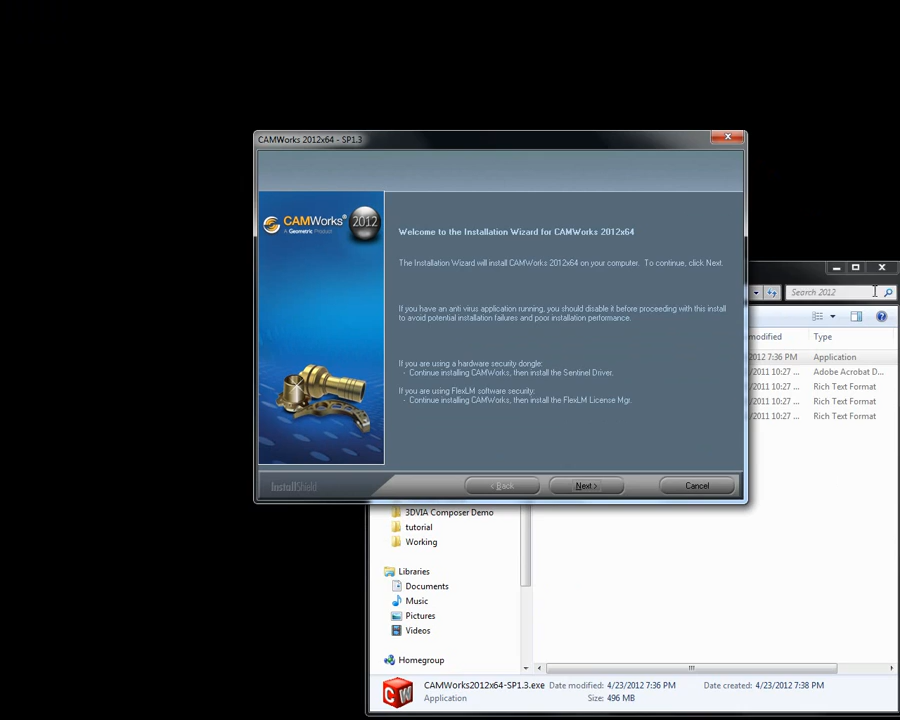 CAMWorks 2012x64 - SP1.3
CAMWorks® 2012
A Geometric Product
Welcome to the Installation Wizard for CAMWorks 2012x64
The Installation Wizard will install CAMWorks 2012x64 on your computer. To continue, click Next
If you have an anti virus application running, you should disable it before proceeding with this install
to avoid potential installation failures and poor installation performance.
If you are using a hardware security dongle:
- Continue installing CAMWorks, then install the Sentinel Driver.
If you are using FlexLM software security:
- Continue installing CAMWorks, then install the FlexLM License Mgr.
InstallShield
< Back
Next >
Cancel
Search 2012
modified Type
2012 7:36 PM Application
/2011 10:27 ... Adobe Acrobat D...
/2011 10:27 ... Rich Text Format
/2011 10:27 ... Rich Text Format
/2011 10:27 ... Rich Text Format
3DVIA Composer Demo
tutorial
Working
Libraries
Documents
Music
Pictures
Videos
Homegroup
CAMWorks2012x64-SP1.3.exe Date modified: 4/23/2012 7:36 PM Date created: 4/23/2012 7:38 PM
Application Size: 496 MB
CW